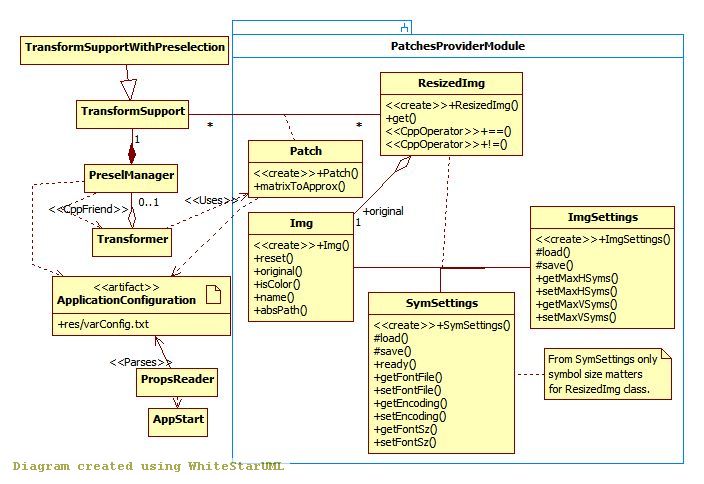 TransformSupportWithPreselection
PatchesProviderModule
TransformSupport
*
*
1
ResizedImg
<<create>>+ResizedImg()
+get()
<<CppOperator>>+==()
<<CppOperator>>+!=()
Patch
<<create>>+Patch()
+matrixToApprox()
PreselManager
0..1
<<CppFriend>>
<<Uses>>
Transformer
+original
1
Img
<<create>>+Img()
+reset()
+original()
+isColor()
+name()
+absPath()
ImgSettings
<<create>>+ImgSettings()
#load()
#save()
+getMaxHSyms()
+setMaxHSyms()
+getMaxVSyms()
+setMaxVSyms()
<<artifact>>
ApplicationConfiguration
+res/varConfig.txt
SymSettings
<<create>>+SymSettings()
#load()
#save()
+ready()
+getFontFile()
+setFontFile()
+getEncoding()
+setEncoding()
+getFontSz()
+setFontSz()
From SymSettings only
symbol size matters
for ResizedImg class.
<<Parses>>
PropsReader
AppStart
Diagram created using WhiteStarUML